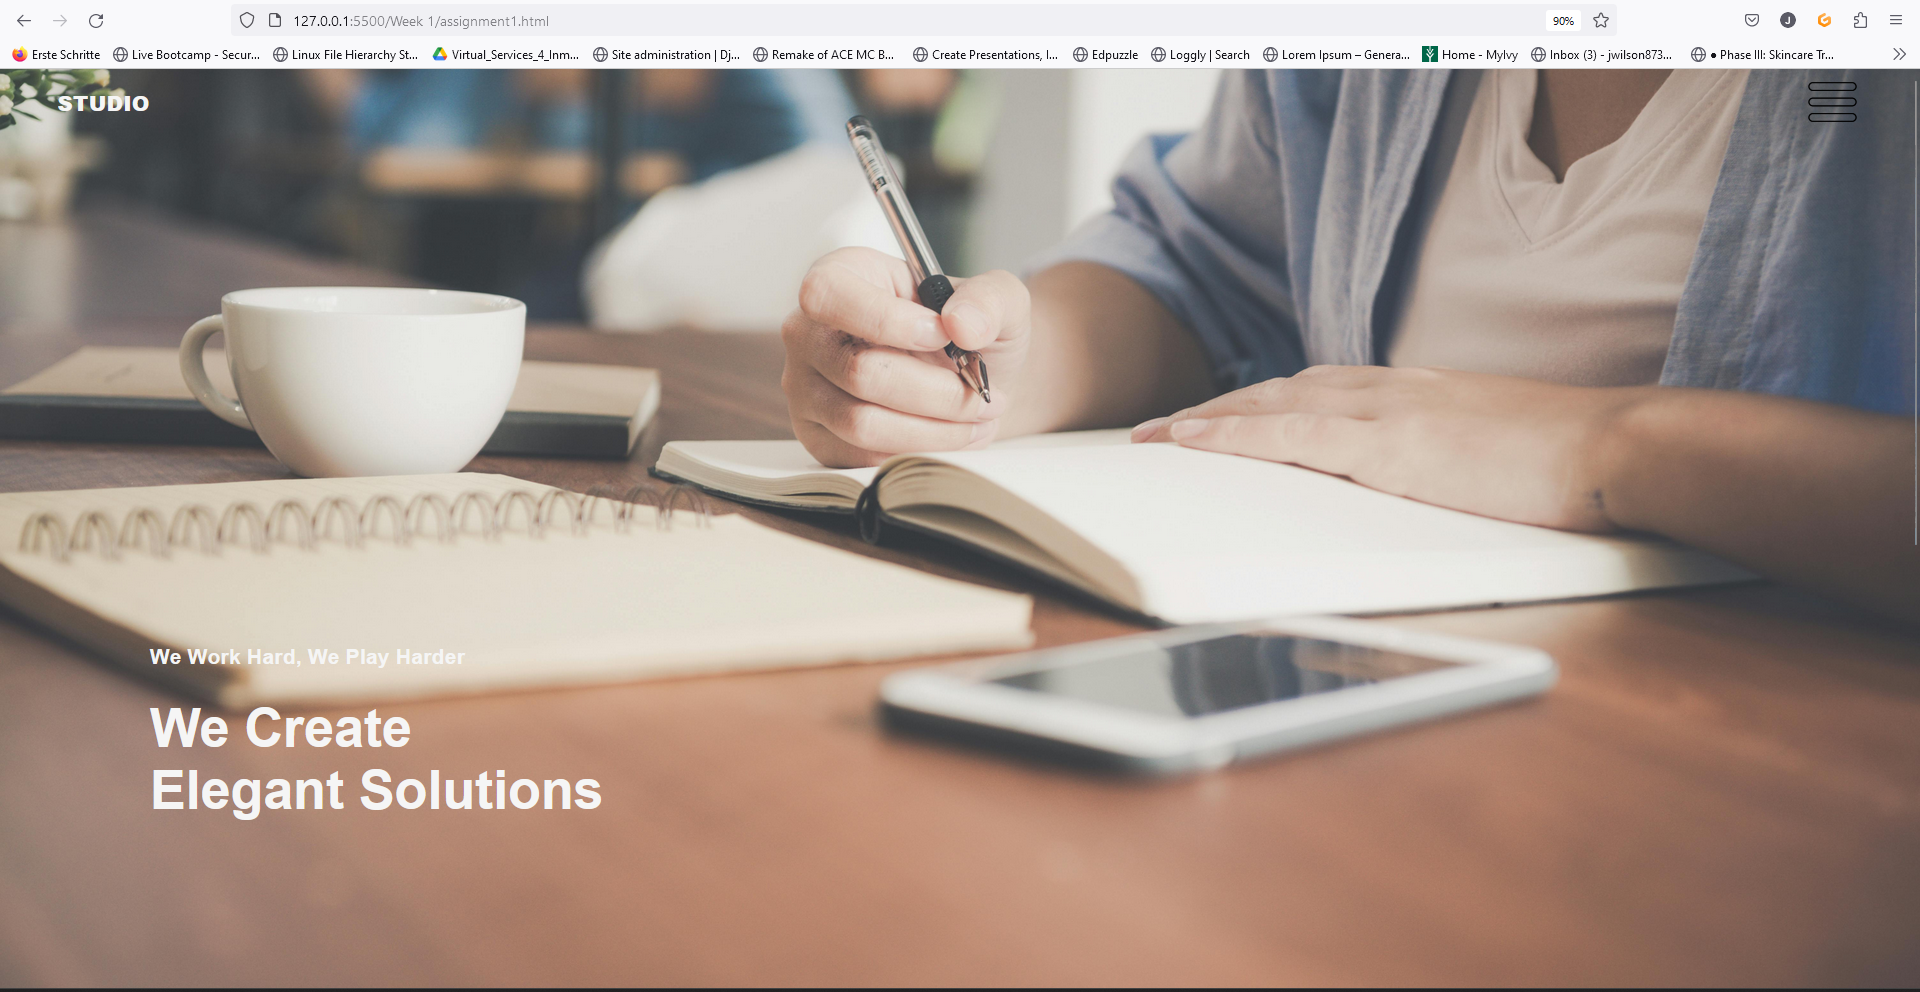 127.0.0.1:5500/Week 1/assignment1.html
90%
J
Erste Schritte
Live Bootcamp - Secur...
Linux File Hierarchy St...
Virtual_Services_4_Inm...
Site administration | Dj...
Remake of ACE MC B...
Create Presentations, I...
Edpuzzle
Loggly | Search
Lorem Ipsum – Genera...
Home - MyIvy
Inbox (3) - jwilson873...
● Phase III: Skincare Tr...
STUDIO
We Work Hard, We Play Harder
We Create
Elegant Solutions